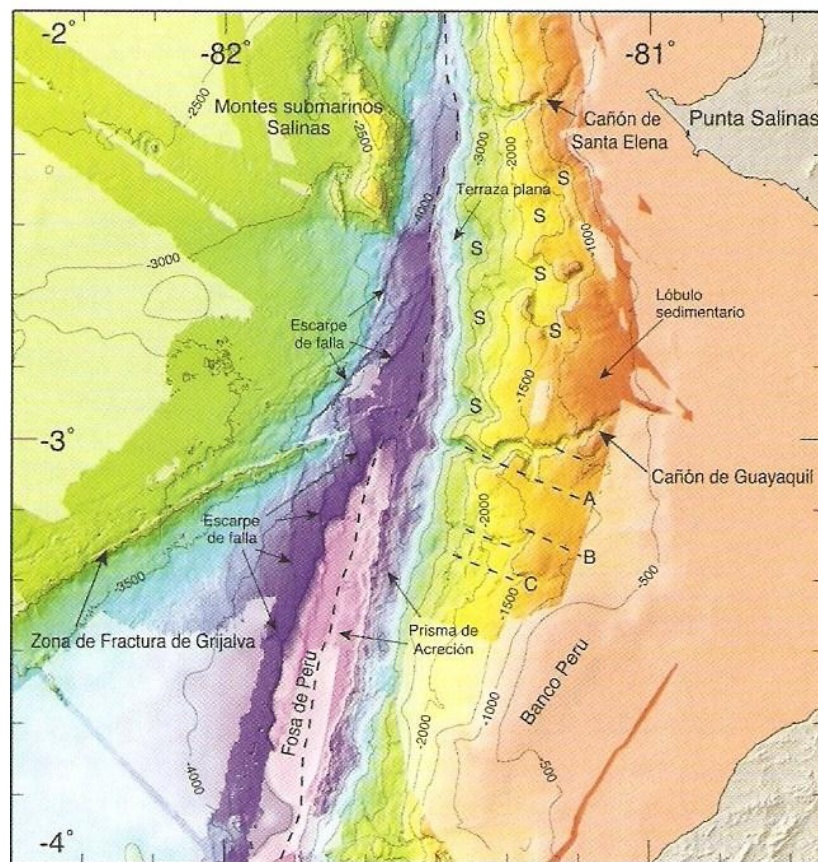 -2°
-82°
-81°
-2500
-2500
Montes submarinos
Salinas
-3000
-2000
Cañón de
Santa Elena
Punta Salinas
-4000
Terraza plana
S
S
S
S
-1000
-3000
Escarpe
de falla
S
S
Lóbulo
sedimentario
-1500
S
-3°
Cañón de Guayaquil
A
Escarpe
de falla
-2000
B
-3500
C
-500
-1500
Zona de Fractura de Grijalva
Prisma de
Acreción
Fosa de Peru
Banco Peru
-1000
-2000
-500
-4000
-4°